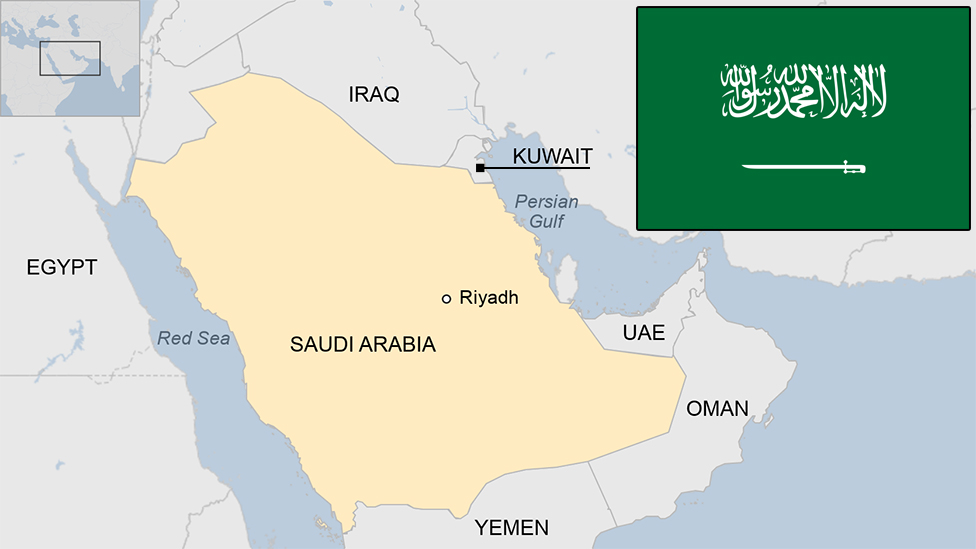 لا إله إلا الله محمد رسول الله
IRAQ
KUWAIT
Persian
Gulf
EGYPT
Riyadh
Red Sea
SAUDI ARABIA
UAE
OMAN
YEMEN